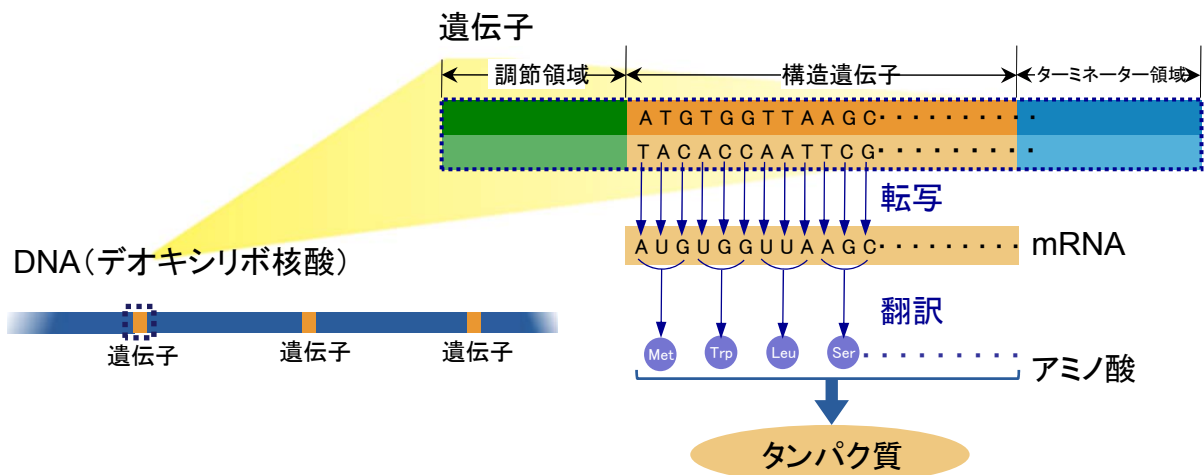 遺伝子
調節領域 構造遺伝子 ターミネーター領域
ATGTGGTTAAGC・・・・・・・・・・
TACACCAATTCG・・・・・・・・・・
転写
AUGUGGUUAAGC・・・・・・・・・・ mRNA
DNA（デオキシリボ核酸）
翻訳
遺伝子 遺伝子 遺伝子
Met Trp Leu Ser・・・・・・・・・・ アミノ酸
タンパク質